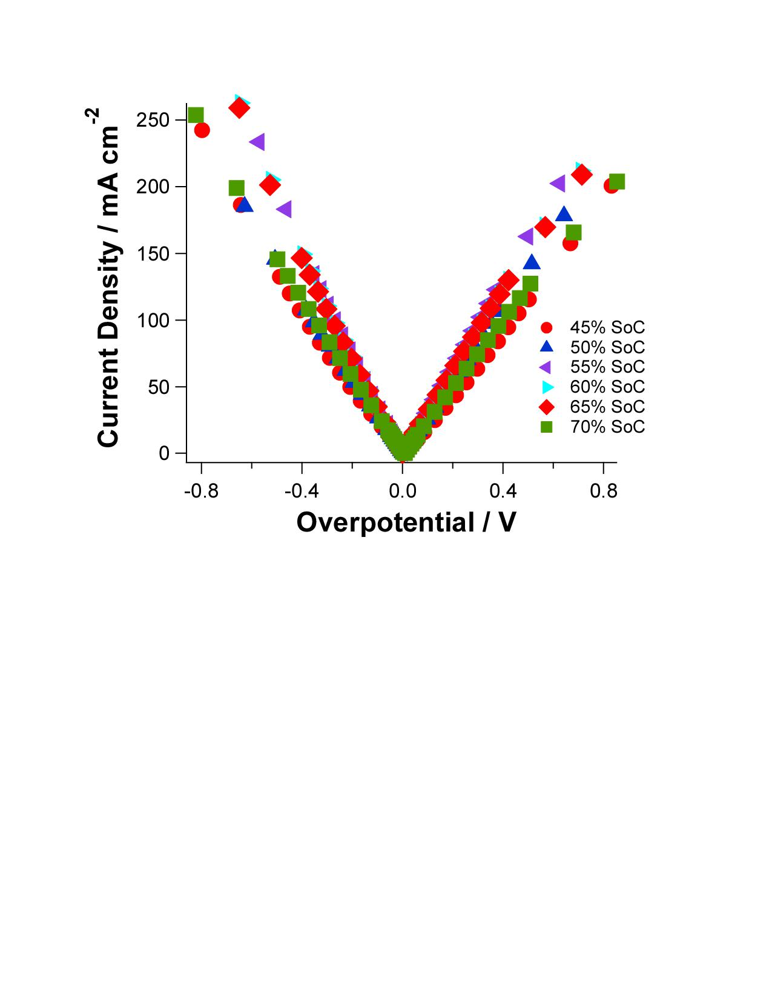 Current Density / mA cm-2
250
200
150
100
50
0
-0.8
-0.4
0.0
0.4
0.8
Overpotential / V
45% SoC
50% SoC
55% SoC
60% SoC
65% SoC
70% SoC